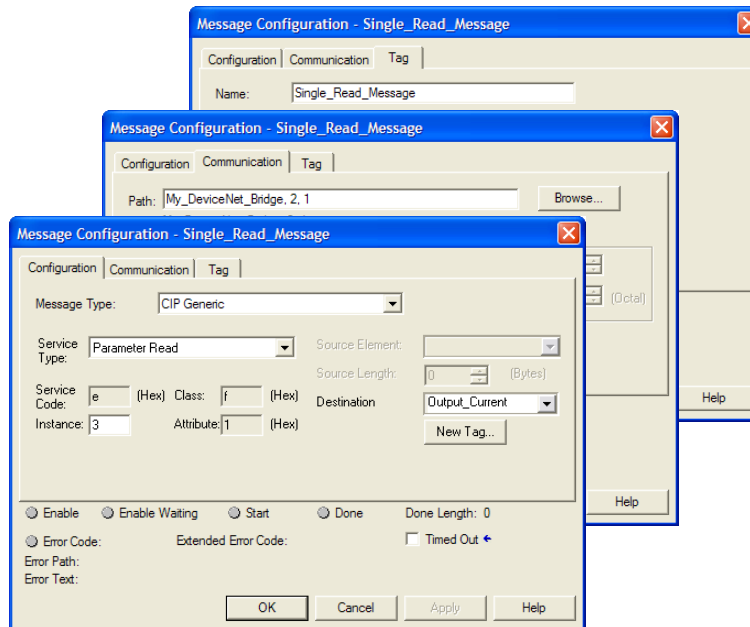 Message Configuration - Single_Read_Message
Configuration Communication Tag
Name: Single_Read_Message
Help
Message Configuration - Single_Read_Message
Configuration Communication Tag
Path: My_DeviceNet_Bridge, 2, 1
Browse...
(Octal)
Help
Message Configuration - Single_Read_Message
Configuration Communication Tag
Message Type: CIP Generic
Service Type: Parameter Read
Source Element:
Source Length: 0 (Bytes)
Service Code: e (Hex) Class: f (Hex)
Destination Output_Current
Instance: 3 Attribute: 1 (Hex)
New Tag...
Enable Enable Waiting Start Done Done Length: 0
Error Code: Extended Error Code: Timed Out ←
Error Path:
Error Text:
OK Cancel Apply Help